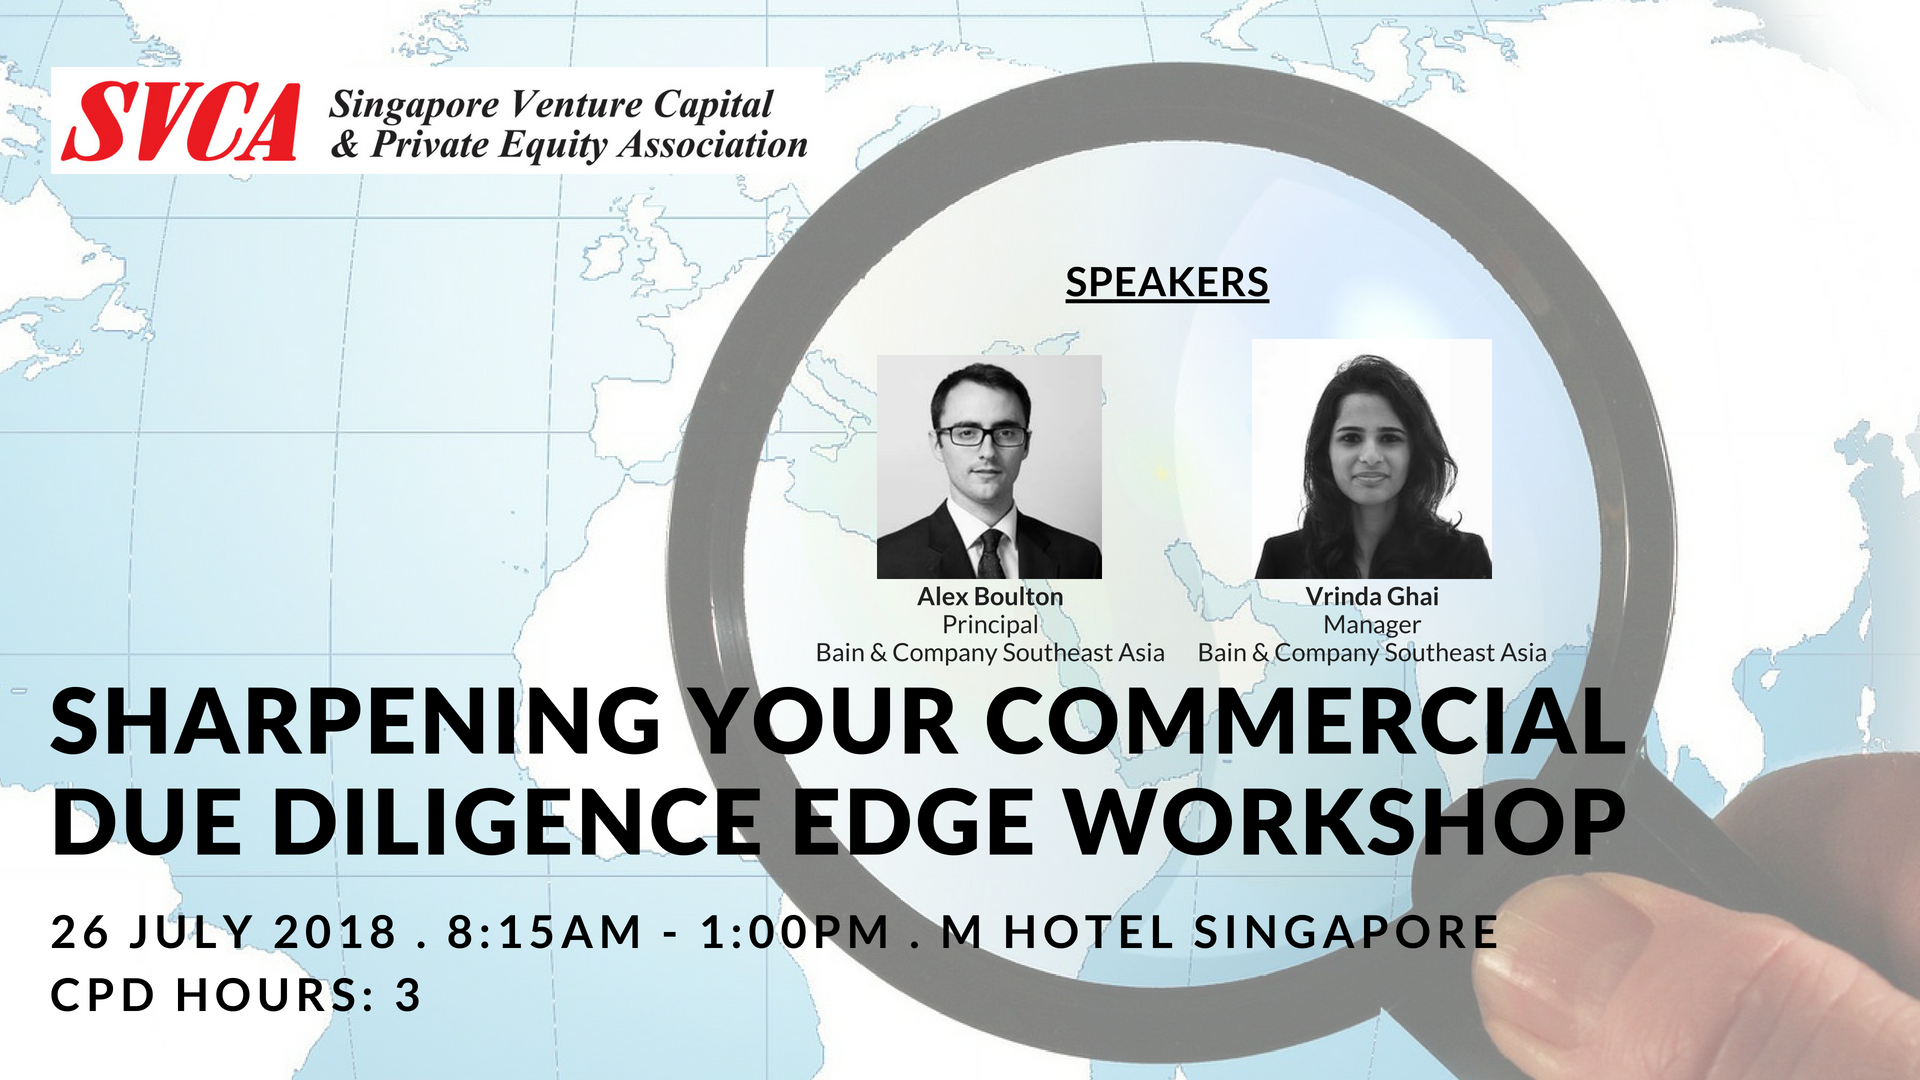 SVCA
Singapore Venture Capital
& Private Equity Association
SPEAKERS
Alex Boulton
Principal
Bain & Company Southeast Asia
Vrinda Ghai
Manager
Bain & Company Southeast Asia
SHARPENING YOUR COMMERCIAL
DUE DILIGENCE EDGE WORKSHOP
26 JULY 2018 . 8:15AM - 1:00PM . M HOTEL SINGAPORE
CPD HOURS: 3